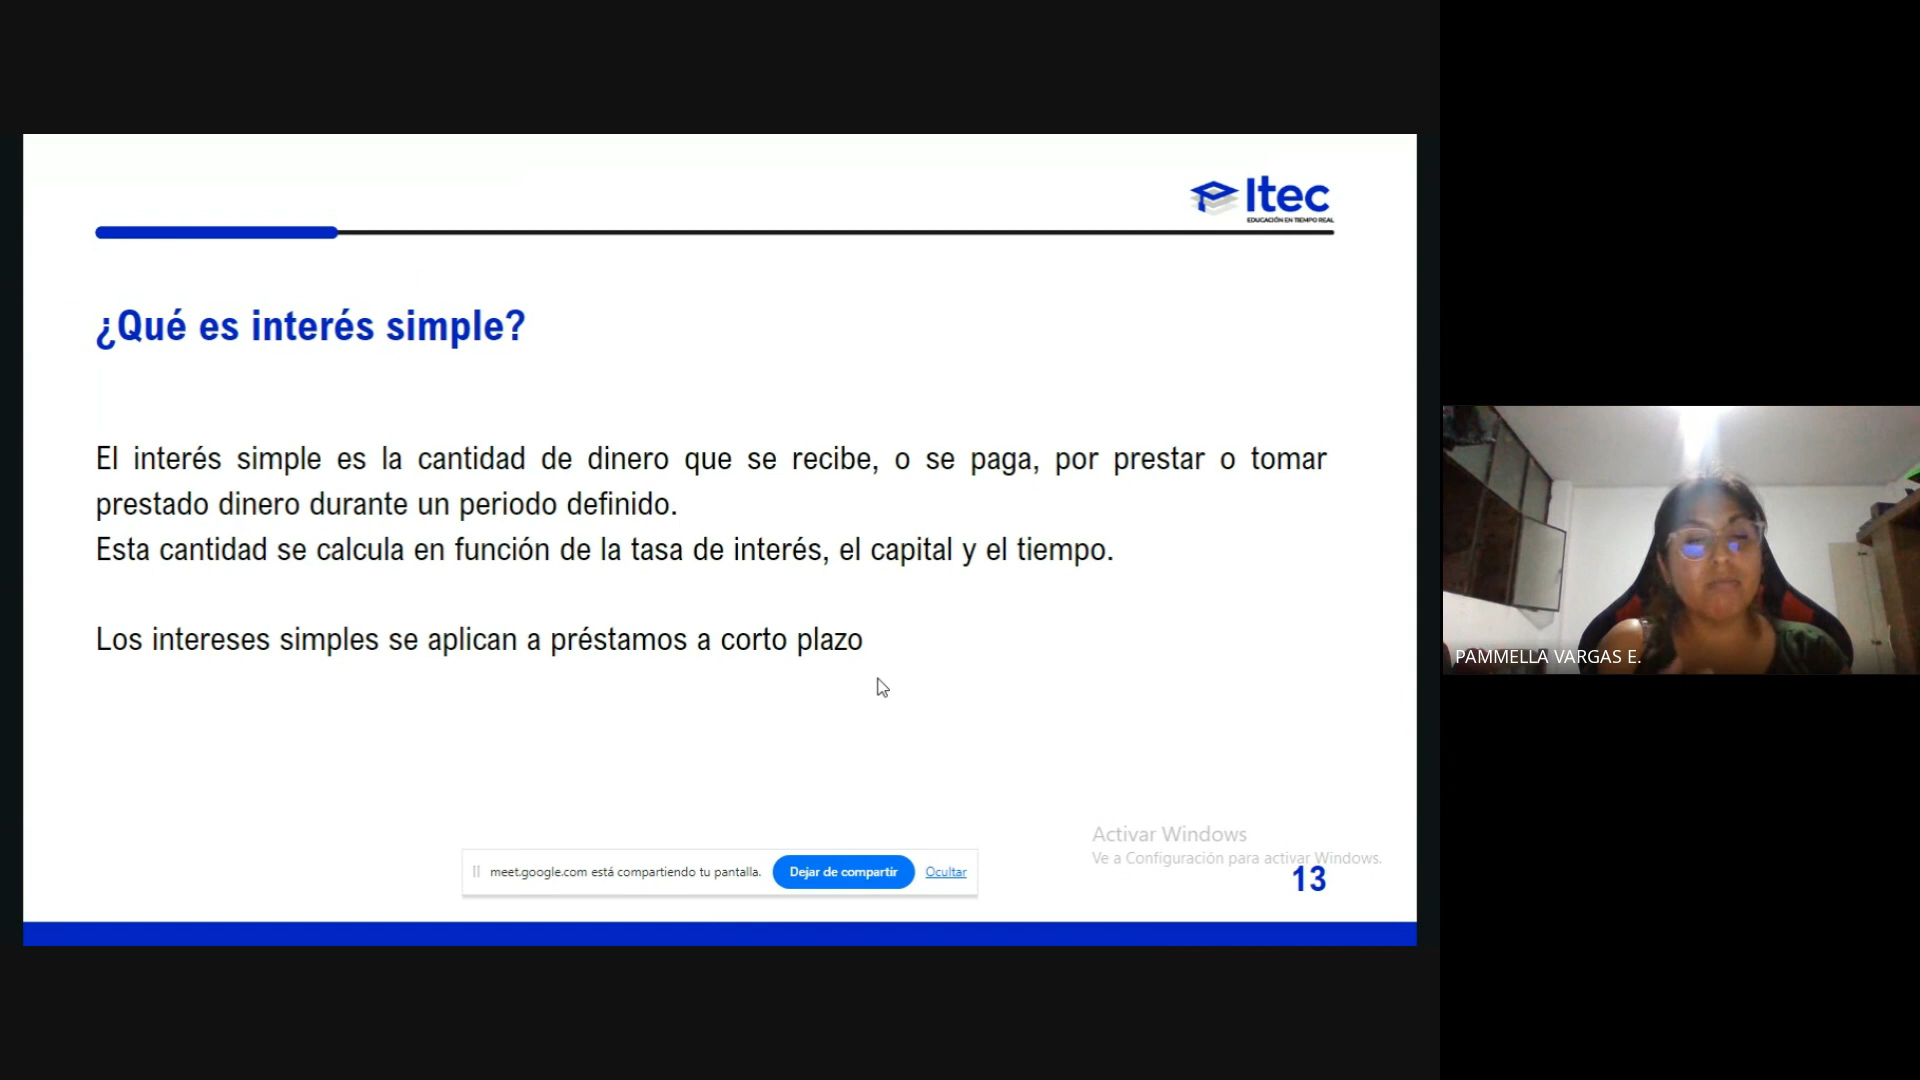 Itec
EDUCACIÓN EN TIEMPO REAL
¿Qué es interés simple?
El interés simple es la cantidad de dinero que se recibe, o se paga, por prestar o tomar
prestado dinero durante un periodo definido.
Esta cantidad se calcula en función de la tasa de interés, el capital y el tiempo.
Los intereses simples se aplican a préstamos a corto plazo
PAMMELLA VARGAS E.
Activar Windows
Ve a Configuración para activar Windows.
meet.google.com está compartiendo tu pantalla.
Dejar de compartir
Ocultar
13